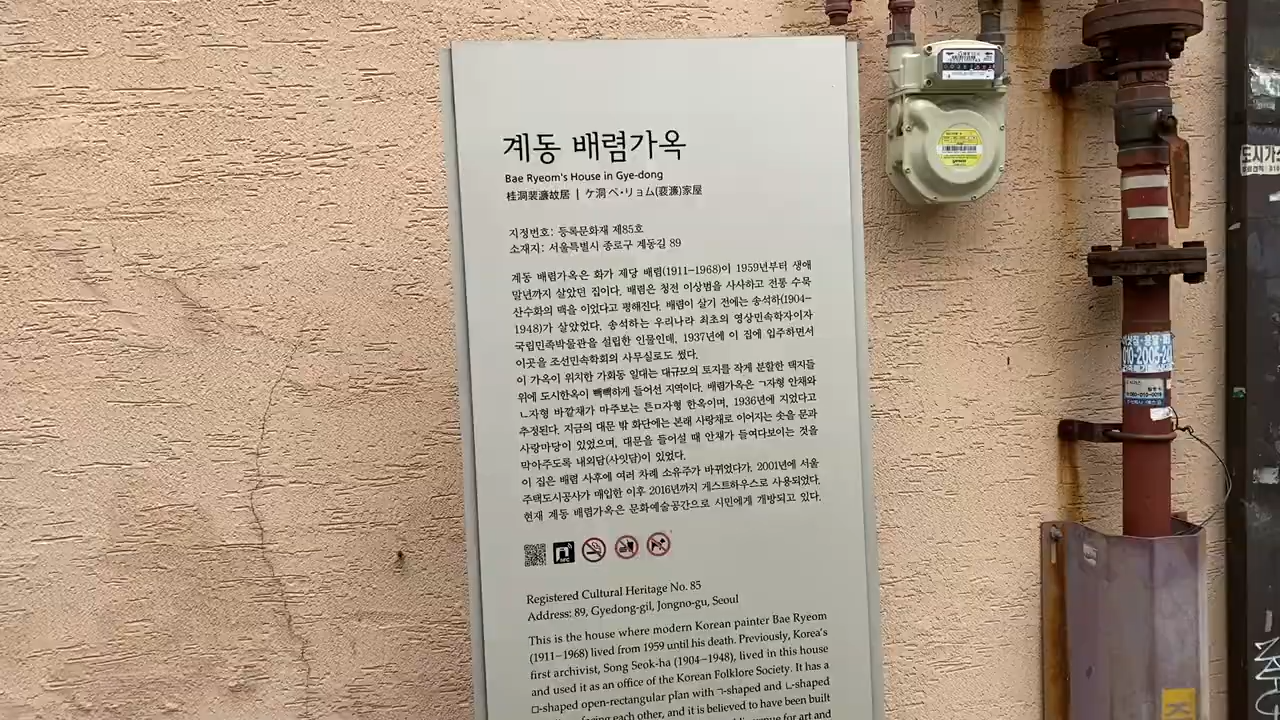 계동 배렴가옥
Bae Ryeom's House in Gye-dong
桂洞裴濂故居 | ケ洞 ペ・リョム(裵濂)家屋
지정번호: 등록문화재 제85호
소재지: 서울특별시 종로구 계동길 89
계동 배렴가옥은 화가 제당 배렴(1911–1968)이 1959년부터 생애
말년까지 살았던 집이다. 배렴은 청전 이상범을 사사하고 전통 수묵
산수화의 맥을 이었다고 평해진다. 배렴이 살기 전에는 송석하(1904–
1948)가 살았었다. 송석하는 우리나라 최초의 영상민속학자이자
국립민족박물관을 설립한 인물인데, 1937년에 이 집에 입주하면서
이곳을 조선민속학회의 사무실로도 썼다.
이 가옥이 위치한 가회동 일대는 대규모의 토지를 작게 분할한 택지들
위에 도시한옥이 빽빽하게 들어선 지역이다. 배렴가옥은 ㄱ자형 안채와
ㄴ자형 바깥채가 마주보는 튼ㅁ자형 한옥이며, 1936년에 지었다고
추정된다. 지금의 대문 밖 화단에는 본래 사랑채로 이어지는 솟을 문과
사랑마당이 있었으며, 대문을 들어설 때 안채가 들여다보이는 것을
막아주도록 내외담(사잇담)이 있었다.
이 집은 배렴 사후에 여러 차례 소유주가 바뀌었다가, 2001년에 서울
주택도시공사가 매입한 이후 2016년까지 게스트하우스로 사용되었다.
현재 계동 배렴가옥은 문화예술공간으로 시민에게 개방되고 있다.
Registered Cultural Heritage No. 85
Address: 89, Gyedong-gil, Jongno-gu, Seoul
This is the house where modern Korean painter Bae Ryeom
(1911–1968) lived from 1959 until his death. Previously, Korea's
first archivist, Song Seok-ha (1904–1948), lived in this house
and used it as an office of the Korean Folklore Society. It has a
ㅁ-shaped open-rectangular plan with ㄱ-shaped and ㄴ-shaped
facing each other, and it is believed to have been built
venue for art and
도시가스
010-2005-24